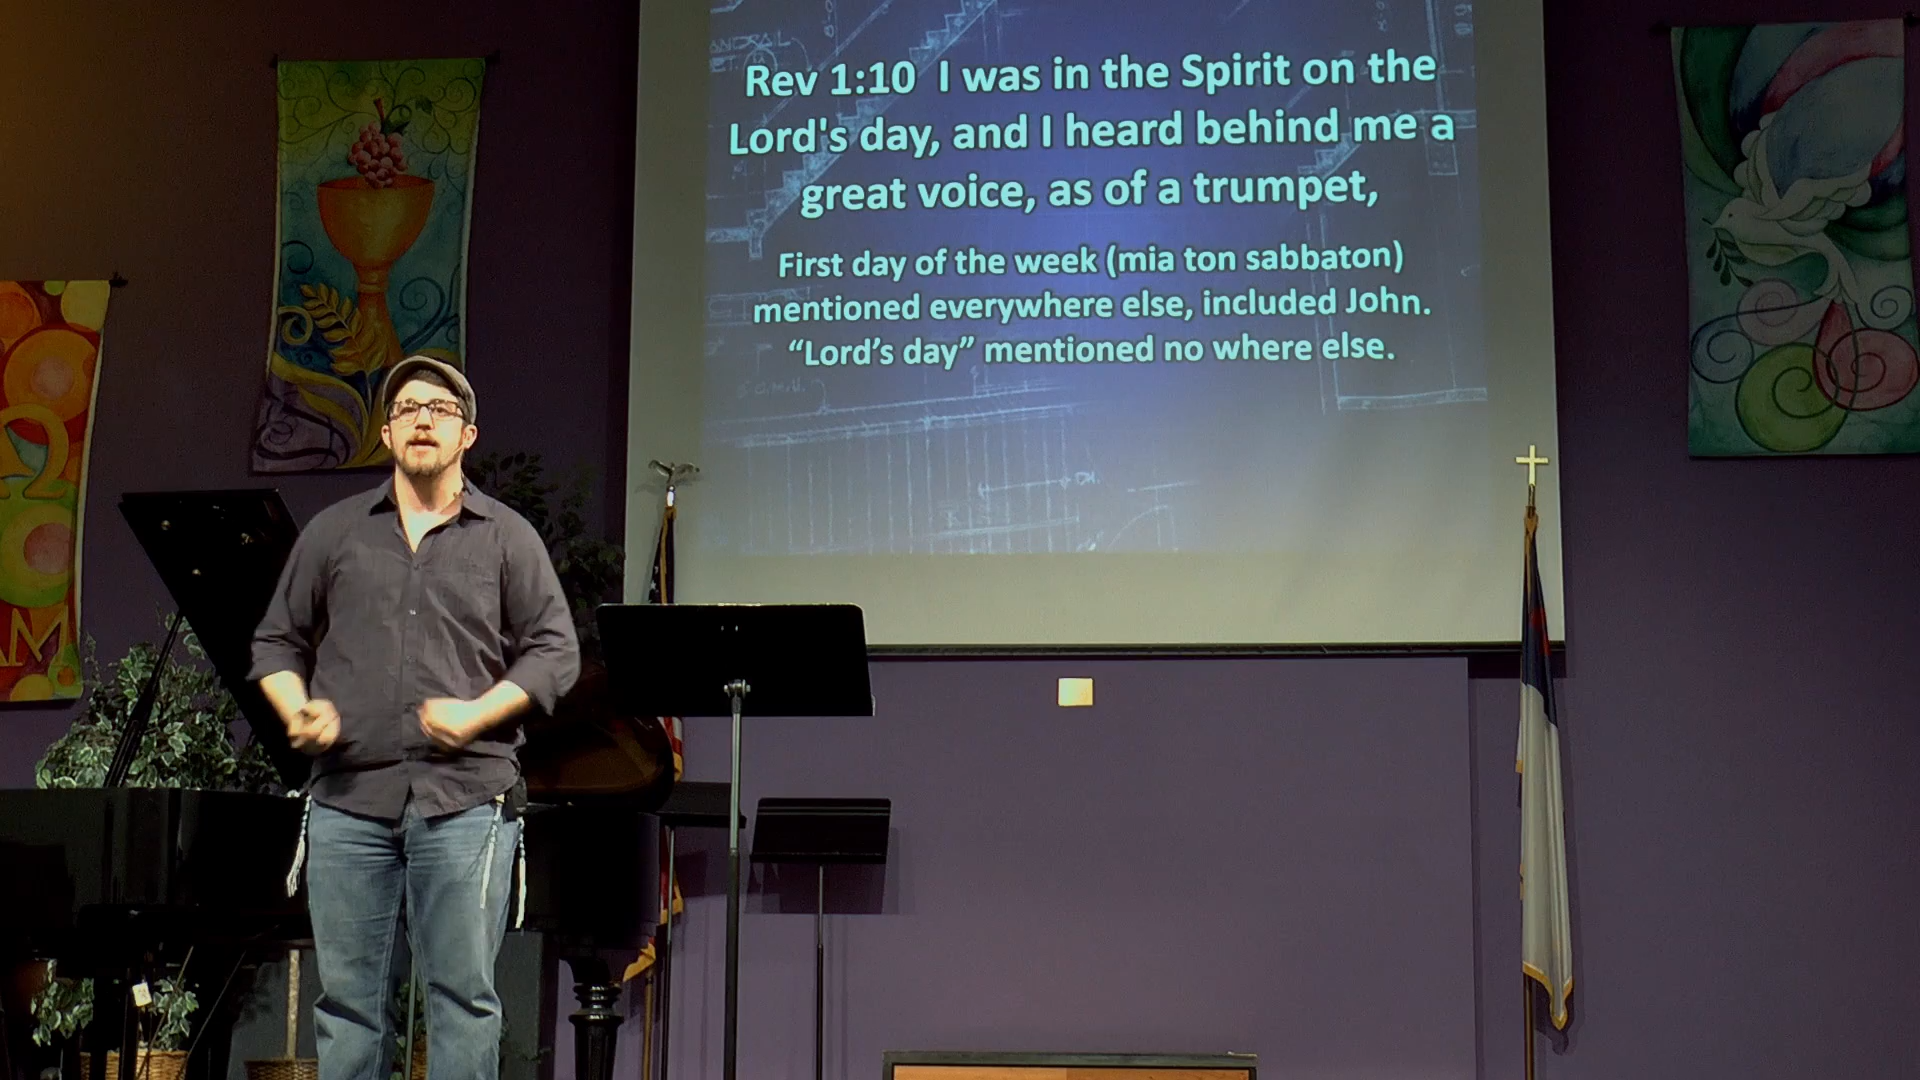 Rev 1:10 I was in the Spirit on the
Lord's day, and I heard behind me a
great voice, as of a trumpet,
First day of the week (mia ton sabbaton)
mentioned everywhere else, included John.
“Lord’s day” mentioned no where else.
Ω
AM